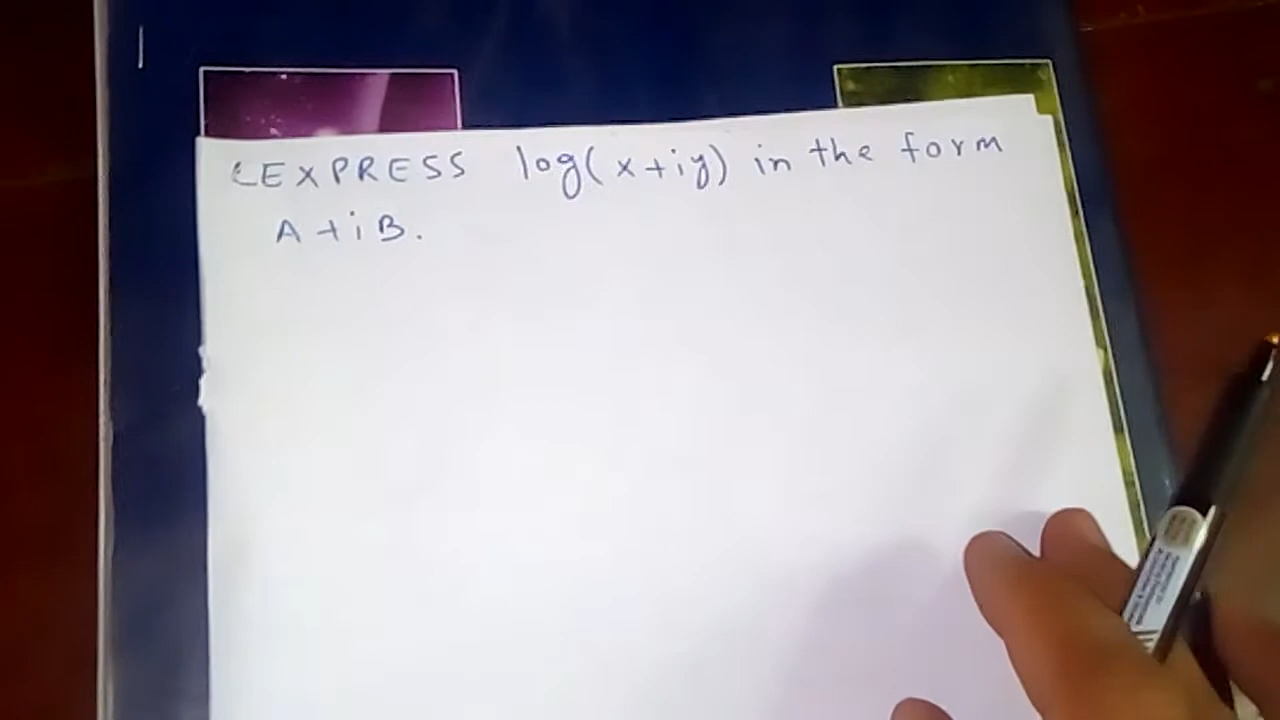 EXPRESS log(x+iy) in the form
A+iB.